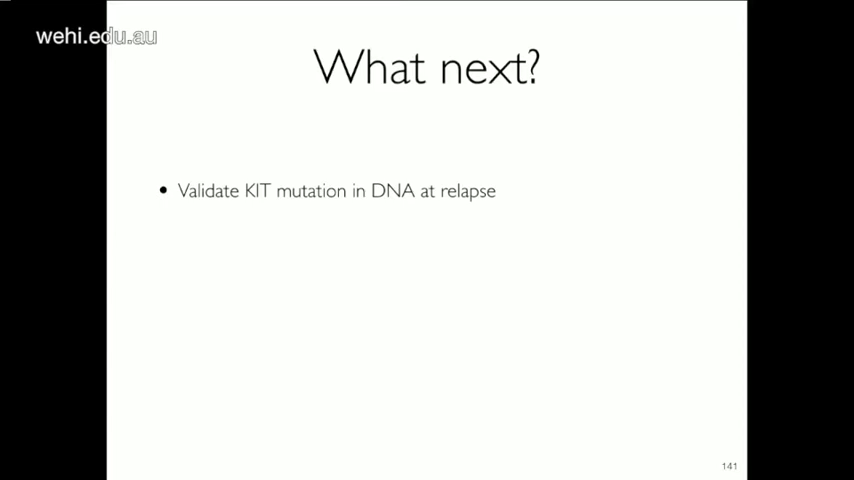 wehi.edu.au
What next?
• Validate KIT mutation in DNA at relapse
141